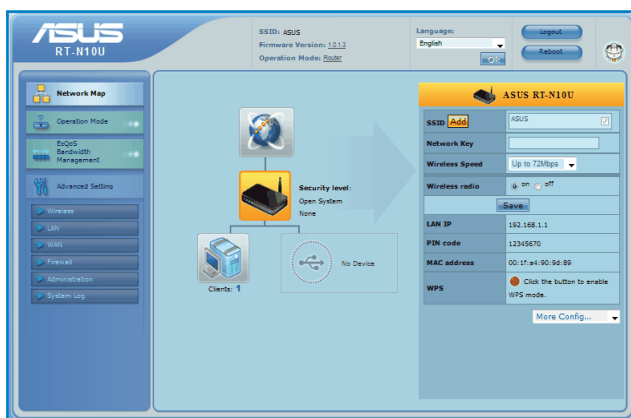 ASUS
RT-N10U
SSID: ASUS
Firmware Version: 1.0.1.3
Operation Mode: Router
Language:
English
OK
Logout
Reboot
Network Map
Operation Mode
EzQoS
Bandwidth
Management
Advanced Setting
Wireless
LAN
WAN
Firewall
Administration
System Log
Security level:
Open System
None
Clients: 1
No Device
ASUS RT-N10U
SSID Add ASUS
Network Key
Wireless Speed Up to 72Mbps
Wireless radio on off
Save
LAN IP 192.168.1.1
PIN code 12345670
MAC address 00:1f:a4:90:9d:89
WPS Click the button to enable
WPS mode.
More Config...